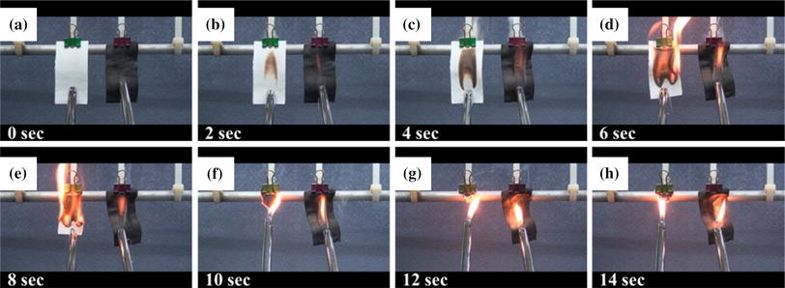 (a)
0 sec
(b)
2 sec
(c)
4 sec
(d)
6 sec
(e)
8 sec
(f)
10 sec
(g)
12 sec
(h)
14 sec